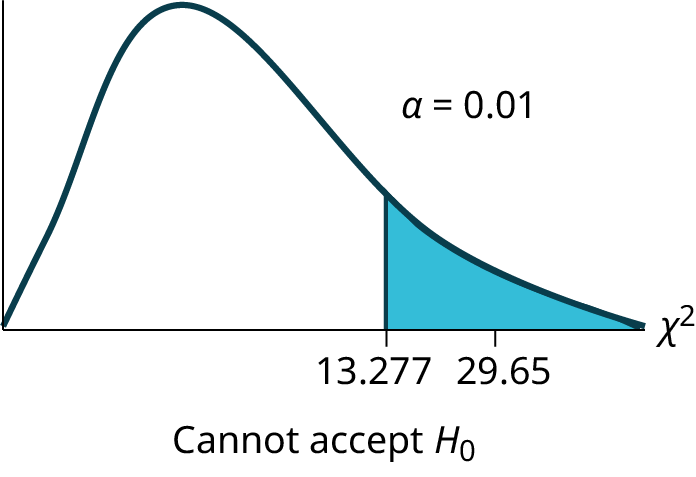 α = 0.01
χ²
13.277 29.65
Cannot accept H₀